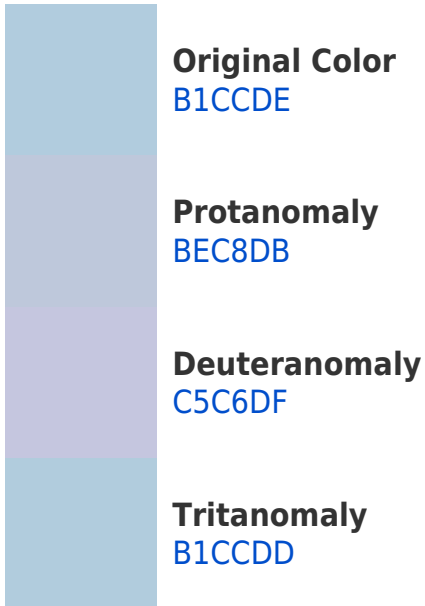 Original Color
B1CCDE
Protanomaly
BEC8DB
Deuteranomaly
C5C6DF
Tritanomaly
B1CCDD